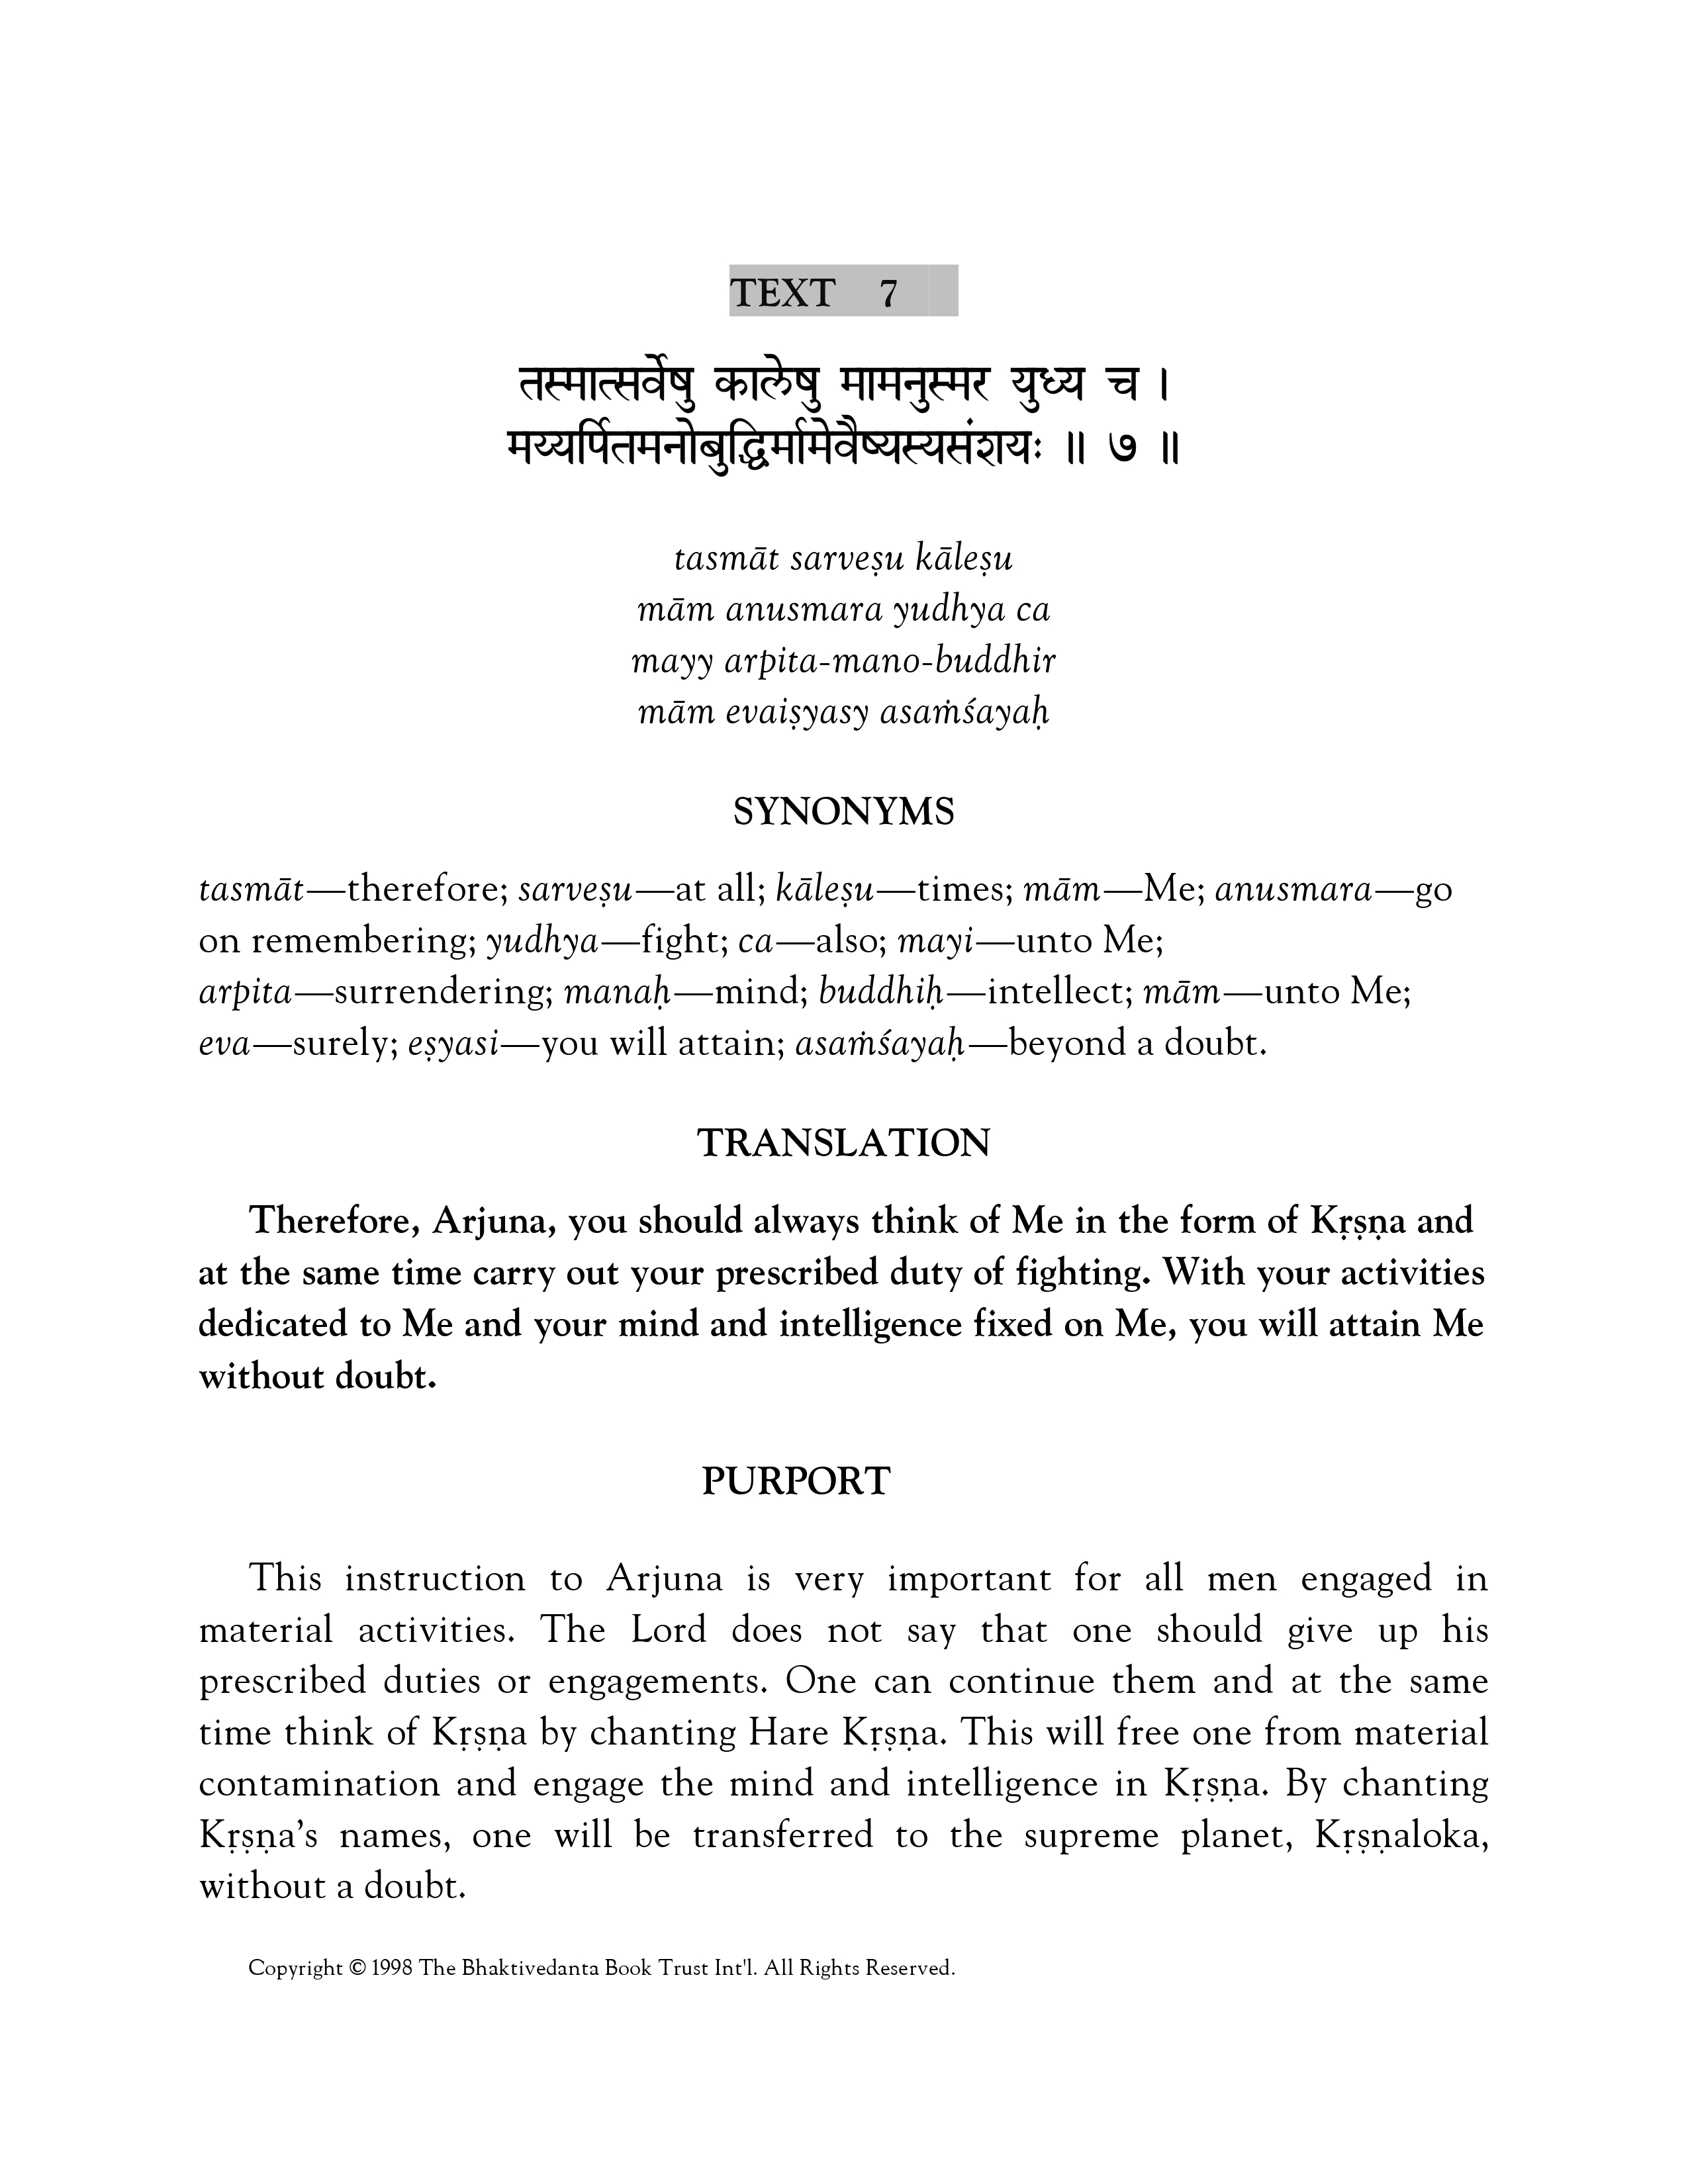 TEXT 7
तस्मात्सर्वेषु कालेषु मामनुस्मर युध्य च ।
मय्यर्पितमनोबुद्धिर्मामेवैष्यस्यसंशयः ॥ ७ ॥
tasmāt sarveṣu kāleṣu
mām anusmara yudhya ca
mayy arpita-mano-buddhir
mām evaiṣyasy asaṁśayaḥ
SYNONYMS
tasmāt—therefore; sarveṣu—at all; kāleṣu—times; mām—Me; anusmara—go
on remembering; yudhya—fight; ca—also; mayi—unto Me;
arpita—surrendering; manaḥ—mind; buddhiḥ—intellect; mām—unto Me;
eva—surely; eṣyasi—you will attain; asaṁśayaḥ—beyond a doubt.
TRANSLATION
Therefore, Arjuna, you should always think of Me in the form of Kṛṣṇa and
at the same time carry out your prescribed duty of fighting. With your activities
dedicated to Me and your mind and intelligence fixed on Me, you will attain Me
without doubt.
PURPORT
This instruction to Arjuna is very important for all men engaged in
material activities. The Lord does not say that one should give up his
prescribed duties or engagements. One can continue them and at the same
time think of Kṛṣṇa by chanting Hare Kṛṣṇa. This will free one from material
contamination and engage the mind and intelligence in Kṛṣṇa. By chanting
Kṛṣṇa’s names, one will be transferred to the supreme planet, Kṛṣṇaloka,
without a doubt.
Copyright © 1998 The Bhaktivedanta Book Trust Int'l. All Rights Reserved.